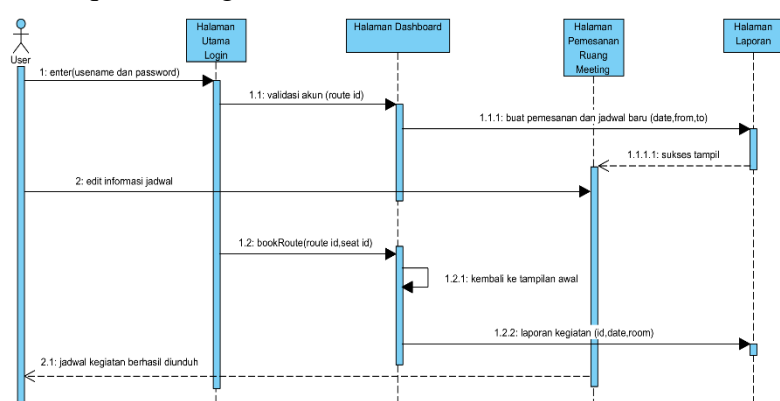 Halaman
Utama
Login
Halaman Dashboard
Halaman
Pemesanan
Ruang
Meeting
Halaman
Laporan
User
1: enter(usename dan password)
1.1: validasi akun (route id)
1.1.1: buat pemesanan dan jadwal baru (date,from,to)
1.1.1.1: sukses tampil
2: edit informasi jadwal
1.2: bookRoute(route id,seat id)
1.2.1: kembali ke tampilan awal
1.2.2: laporan kegiatan (id,date,room)
2.1: jadwal kegiatan berhasil diunduh